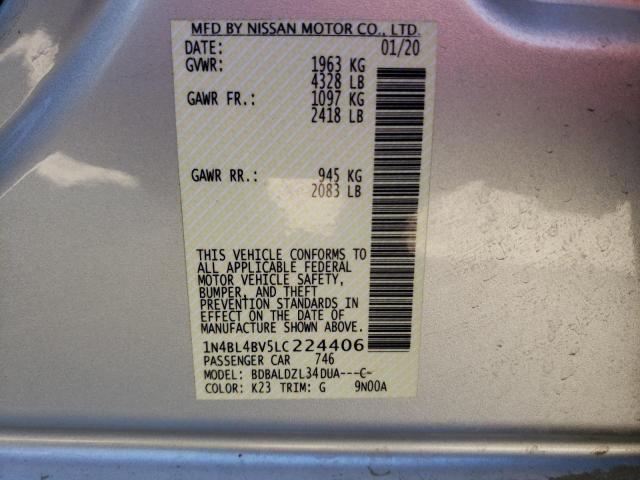 MFD BY NISSAN MOTOR CO., LTD.
DATE: 01/20
GVWR: 1963 KG
4328 LB
GAWR FR.: 1097 KG
2418 LB
GAWR RR.: 945 KG
2083 LB
THIS VEHICLE CONFORMS TO
ALL APPLICABLE FEDERAL
MOTOR VEHICLE SAFETY,
BUMPER, AND THEFT
PREVENTION STANDARDS IN
EFFECT ON THE DATE OF
MANUFACTURE SHOWN ABOVE.
1N4BL4BV5LC224406
PASSENGER CAR 746
MODEL: BDBALDZL34DUA---C-
COLOR: K23 TRIM: G 9N00A